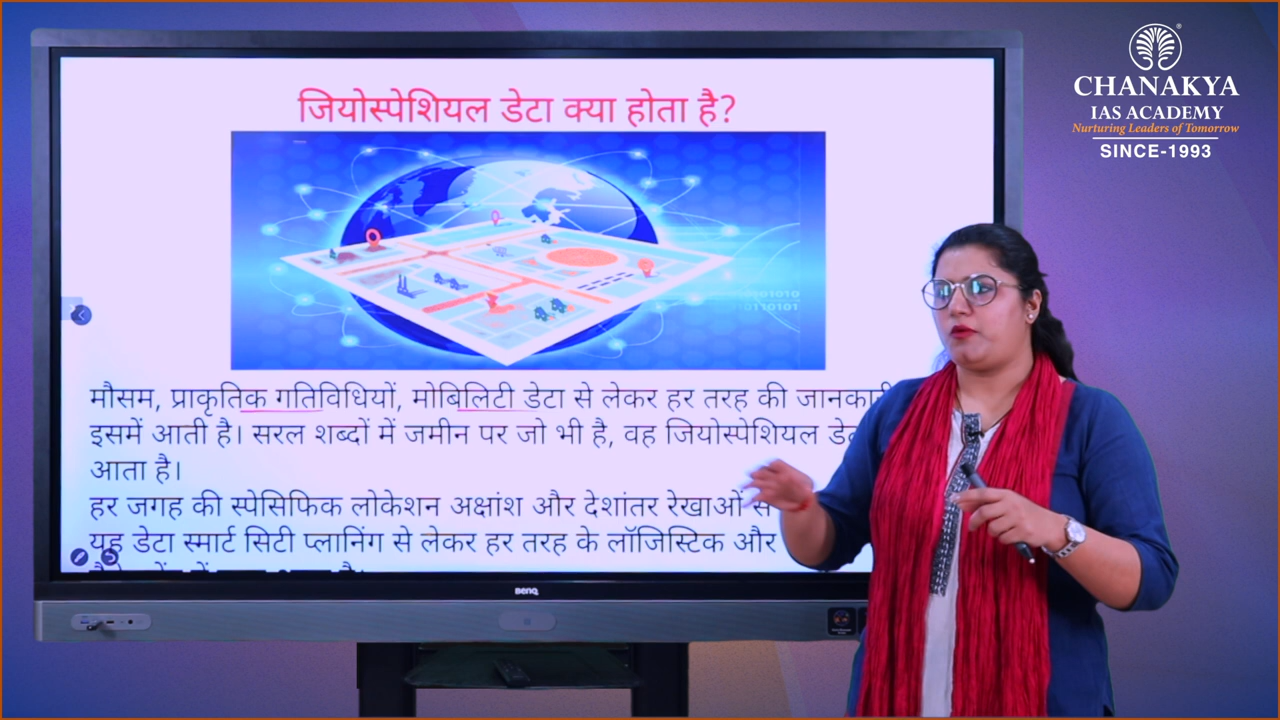 जियोस्पेशियल डेटा क्या होता है?
मौसम, प्राकृतिक गतिविधियों, मोबिलिटी डेटा से लेकर हर तरह की जानकारी
इसमें आती है। सरल शब्दों में जमीन पर जो भी है, वह जियोस्पेशियल
आता है।
हर जगह की स्पेसिफिक लोकेशन अक्षांश और देशांतर रेखाओं
यह डेटा स्मार्ट सिटी प्लानिंग से लेकर हर तरह के लॉजिस्टिक और
BenQ
CHANAKYA
IAS ACADEMY
Nurturing Leaders of Tomorrow
SINCE-1993